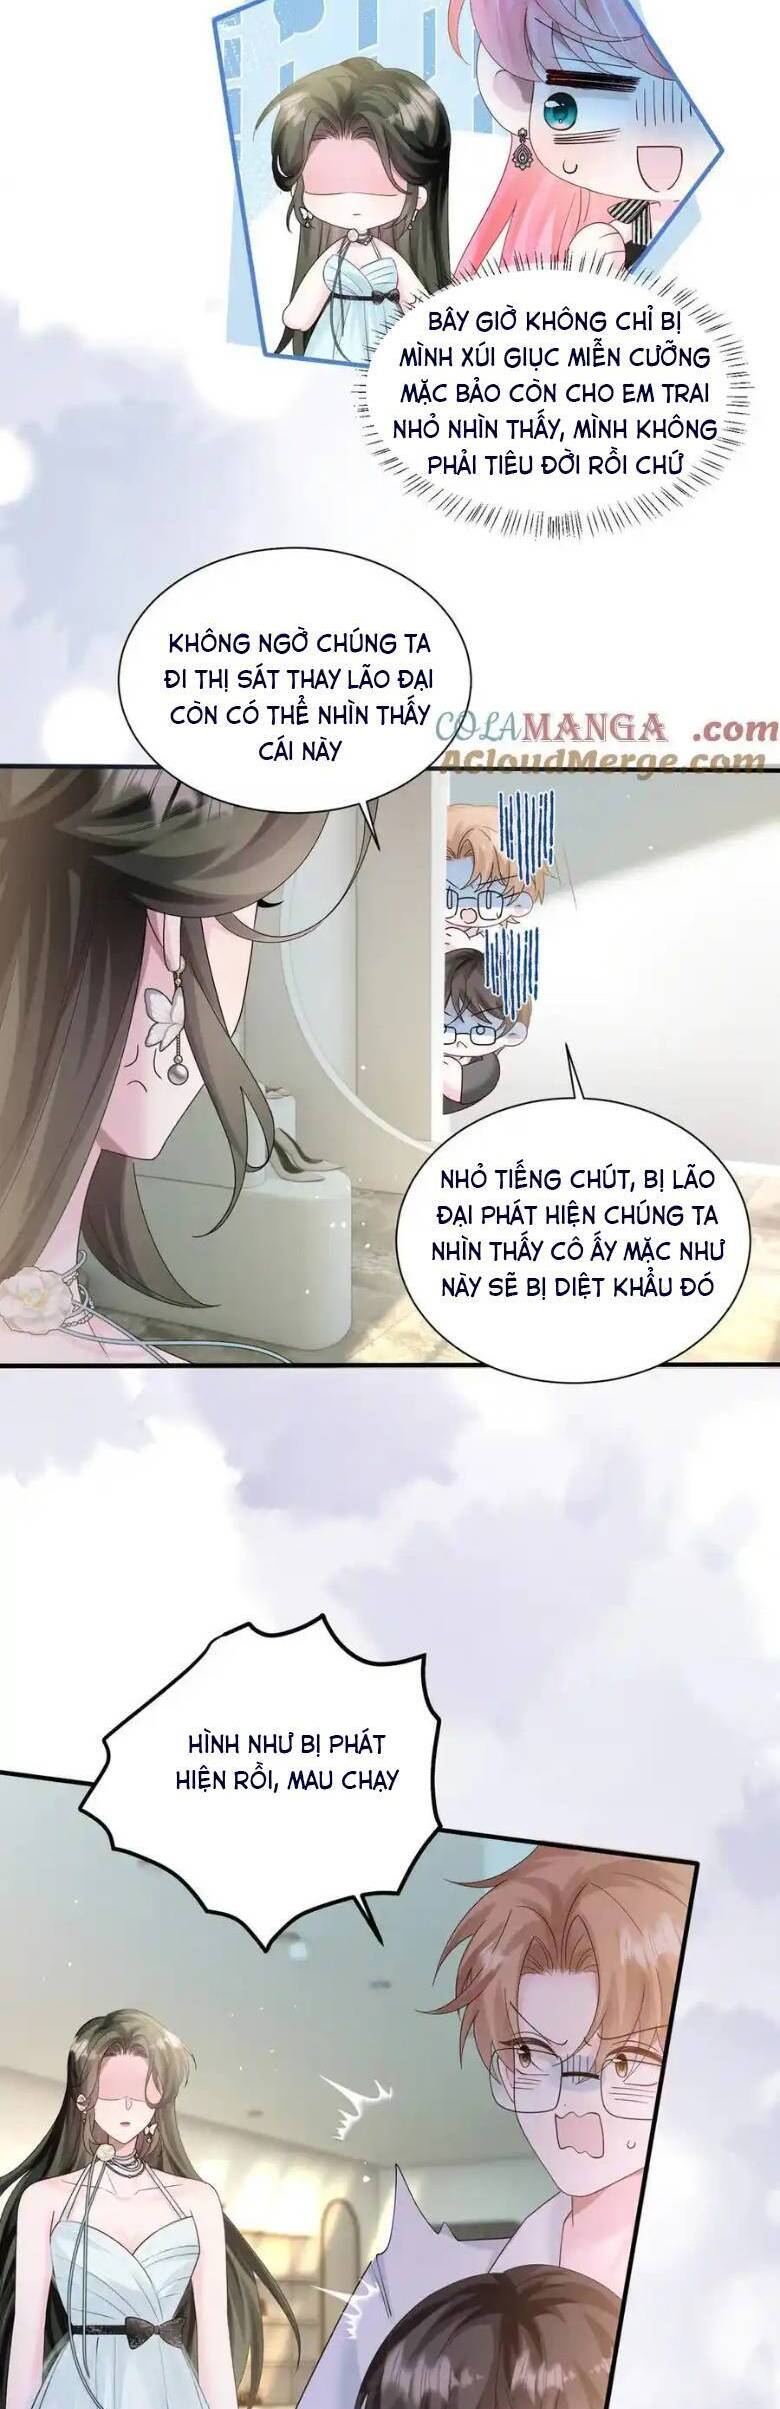 BÂY GIỜ KHÔNG CHỈ BỊ
MÌNH XÚI GIỤC MIỄN CƯỠNG
MẶC BẢO CÒN CHO EM TRAI
NHỎ NHÌN THẤY, MÌNH KHÔNG
PHẢI TIÊU ĐỜI RỒI CHỨ
KHÔNG NGỜ CHÚNG TA
ĐI THỊ SÁT THAY LÃO ĐẠI
CÒN CÓ THỂ NHÌN THẤY
CÁI NÀY
COLAMANGA.com
AcloudMerge.com
NHỎ TIẾNG CHÚT, BỊ LÃO
ĐẠI PHÁT HIỆN CHÚNG TA
NHÌN THẤY CÔ ẤY MẶC NHƯ
NÀY SẼ BỊ DIỆT KHẨU ĐÓ
HÌNH NHƯ BỊ PHÁT
HIỆN RỒI, MAU CHẠY